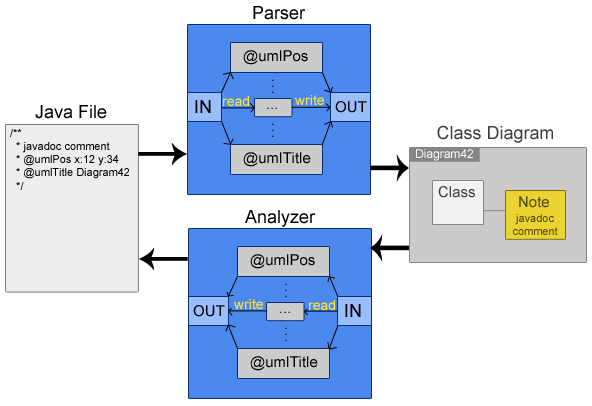 Parser
@umlPos
IN
read
...
write
OUT
@umlTitle
Java File
/**
* javadoc comment
* @umlPos x:12 y:34
* @umlTitle Diagram42
*/
Class Diagram
Diagram42
Class
Note
javadoc
comment
Analyzer
@umlPos
OUT
write
...
read
IN
@umlTitle